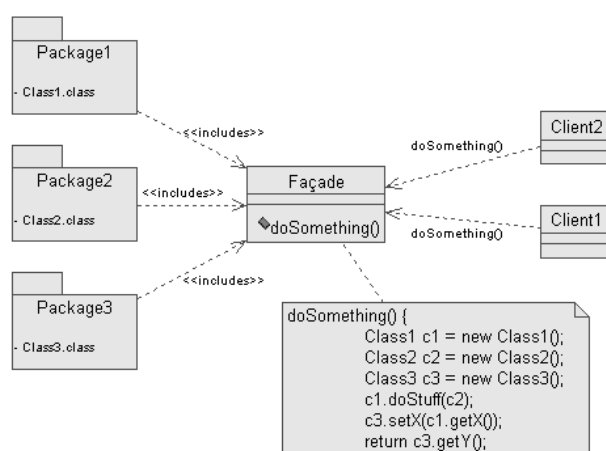 Package1
- Class1.class
<<includes>>
Package2
- Class2.class
<<includes>>
Package3
- Class3.class
<<includes>>
Façade
doSomething()
Client2
doSomething()
Client1
doSomething()
doSomething() {
Class1 c1 = new Class1();
Class2 c2 = new Class2();
Class3 c3 = new Class3();
c1.doStuff(c2);
c3.setX(c1.getX());
return c3.getY();